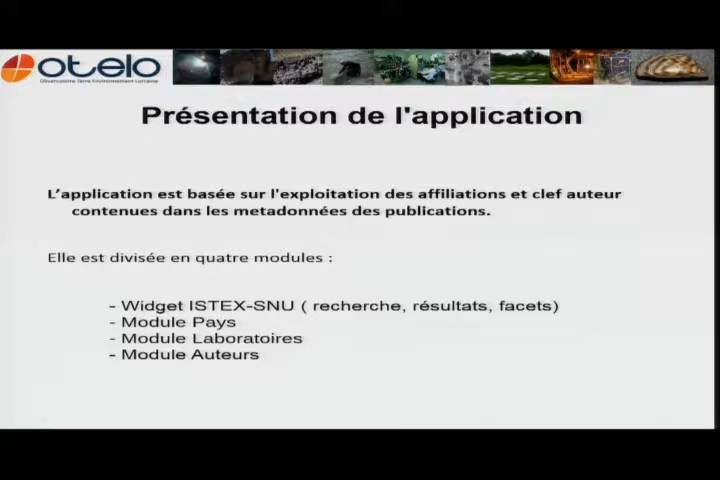 otelo
Observatoire Terre Environnement Lorraine
Présentation de l'application
L'application est basée sur l'exploitation des affiliations et clef auteur
contenues dans les metadonnées des publications.
Elle est divisée en quatre modules :
- Widget ISTEX-SNU ( recherche, résultats, facets)
- Module Pays
- Module Laboratoires
- Module Auteurs